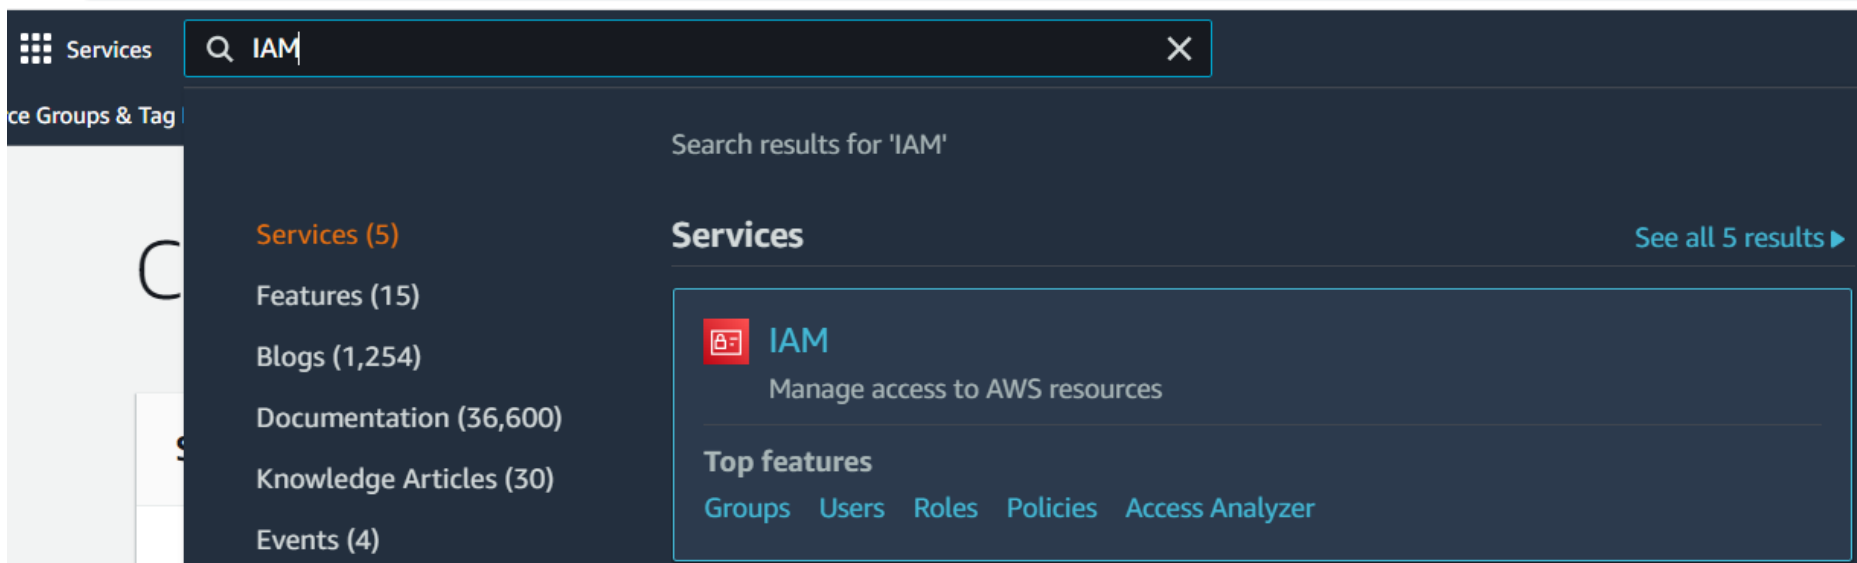 Services
IAM
ce Groups & Tag
Search results for 'IAM'
Services (5)
Features (15)
Blogs (1,254)
Documentation (36,600)
Knowledge Articles (30)
Events (4)
Services
See all 5 results
IAM
Manage access to AWS resources
Top features
Groups Users Roles Policies Access Analyzer